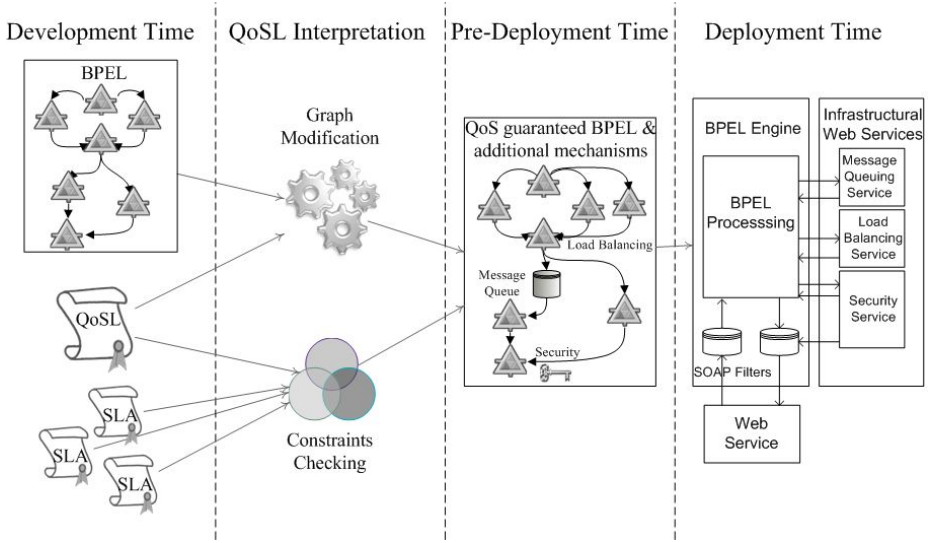 Development Time
QoSL Interpretation
Pre-Deployment Time
Deployment Time
BPEL
QoSL
SLA
SLA
SLA
Graph
Modification
Constraints
Checking
QoS guaranteed BPEL &
additional mechanisms
Load Balancing
Message
Queue
Security
BPEL Engine
BPEL
Processsing
SOAP Filters
Web
Service
Infrastructural
Web Services
Message
Queuing
Service
Load
Balancing
Service
Security
Service